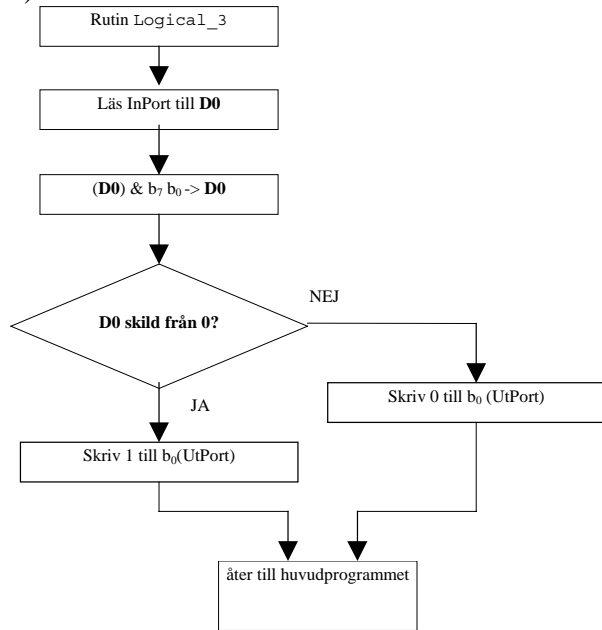 )
Rutin Logical_3
Läs InPort till D0
(D0) & b₇ b₀ -> D0
NEJ
D0 skild från 0?
Skriv 0 till b₀ (UtPort)
JA
Skriv 1 till b₀(UtPort)
åter till huvudprogrammet